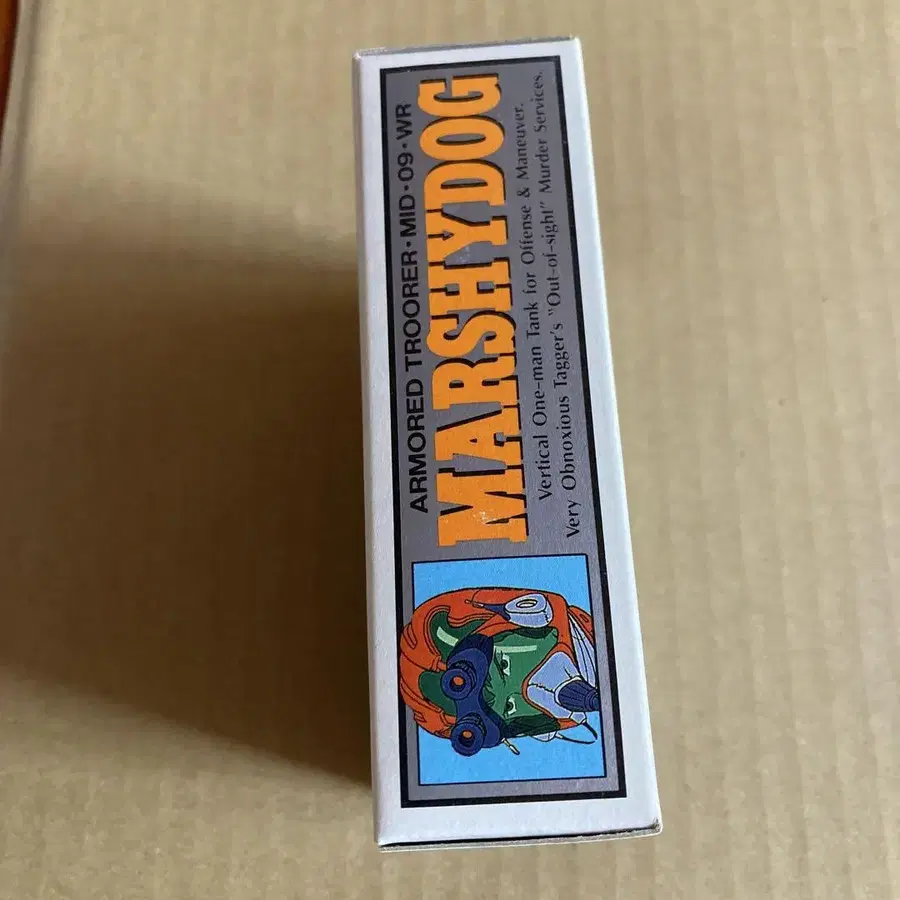 ARMORED TROORER·MID·09·WR
MARSHYDOG
Vertical One-man Tank for Offense & Maneuver.
Very Obnoxious Tagger's "Out-of-sight" Murder Services.